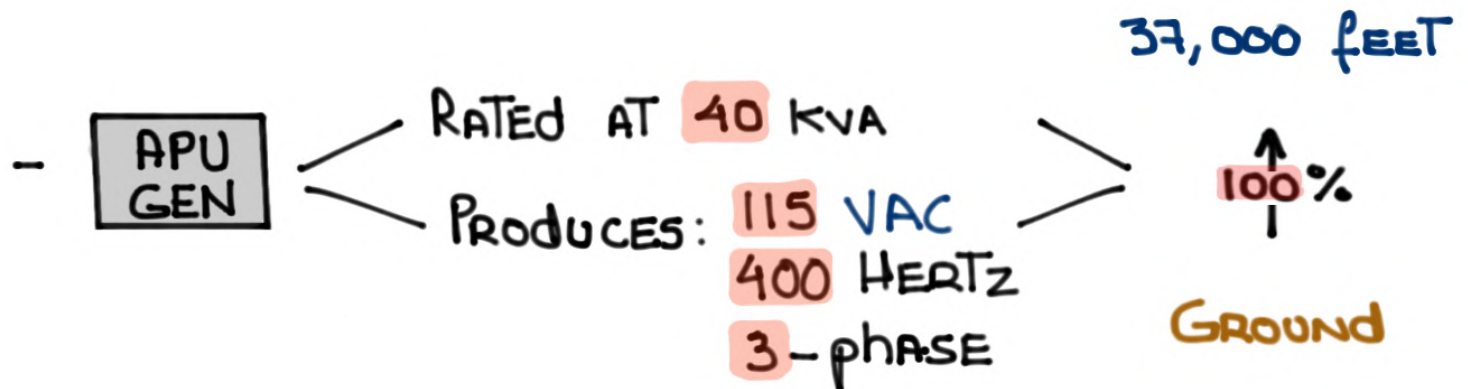 37,000 FEET
- APU GEN
RATED AT 40 KVA
100%
PRODUCES: 115 VAC
400 HERTZ
3-PHASE
GROUND